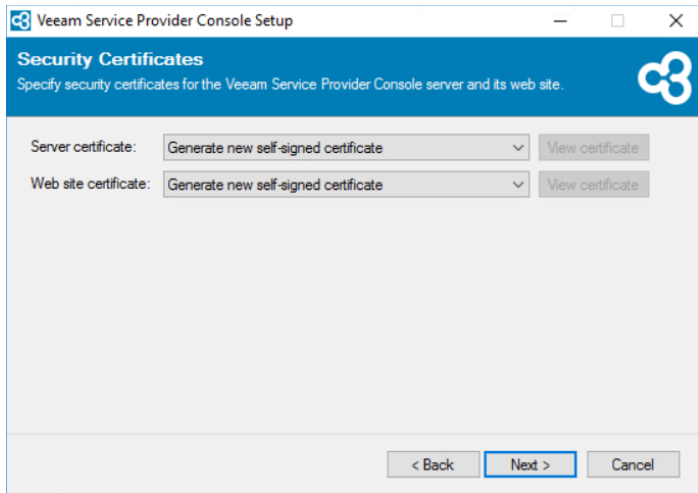 Veeam Service Provider Console Setup
Security Certificates
Specify security certificates for the Veeam Service Provider Console server and its web site.
Server certificate: Generate new self-signed certificate View certificate
Web site certificate: Generate new self-signed certificate View certificate
< Back Next > Cancel